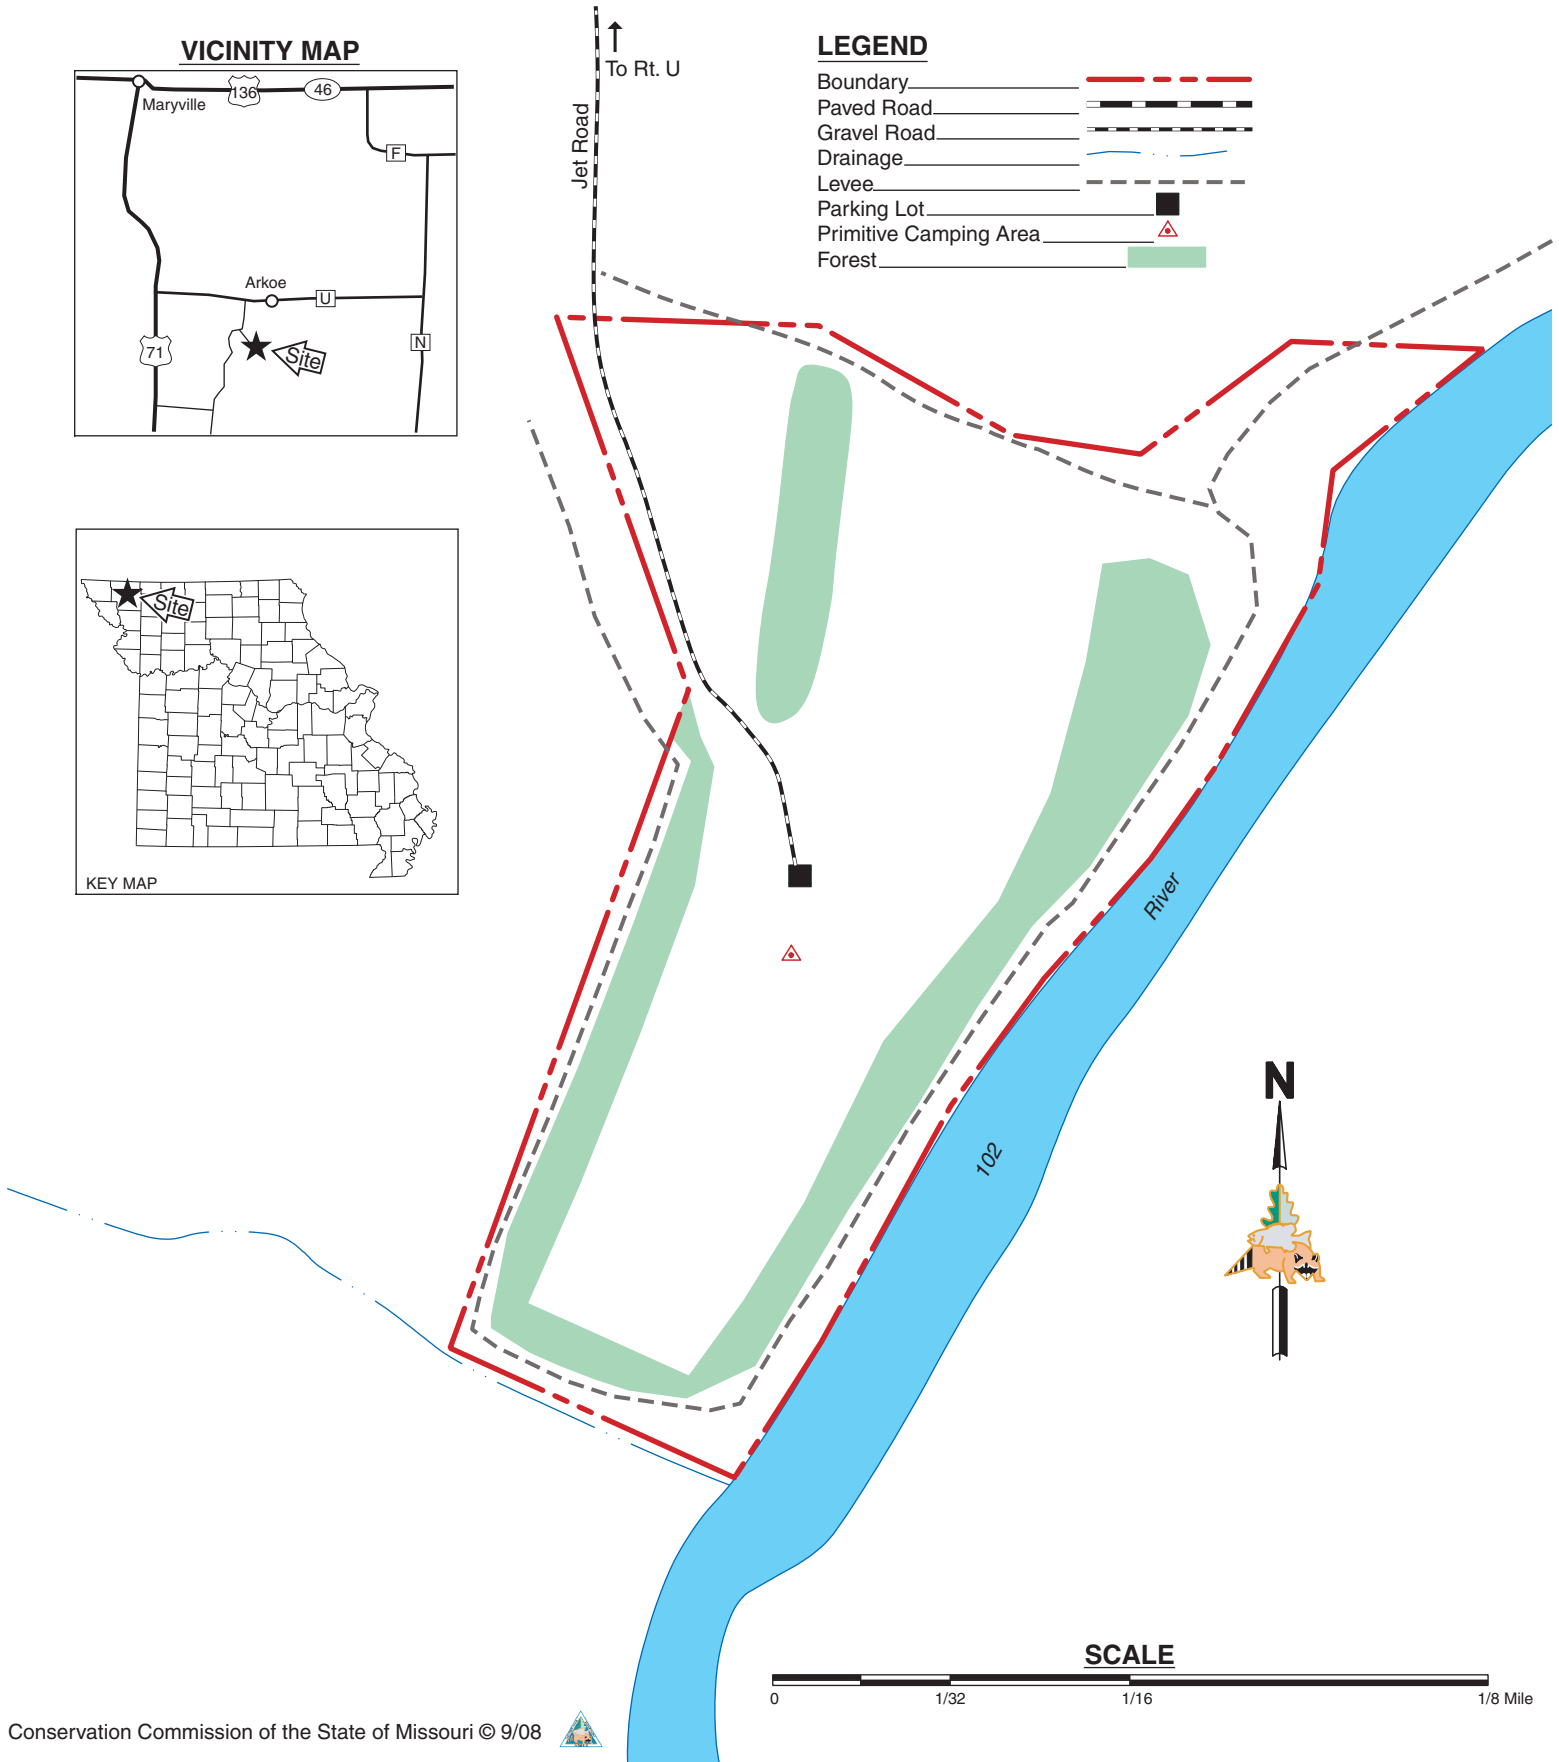 VICINITY MAP
136
46
Maryville
F
Arkoe
U
71
N
Site
Site
KEY MAP
To Rt. U
Jet Road
LEGEND
Boundary
Paved Road
Gravel Road
Drainage
Levee
Parking Lot
Primitive Camping Area
Forest
River
102
N
SCALE
0 1/32 1/16 1/8 Mile
Conservation Commission of the State of Missouri © 9/08